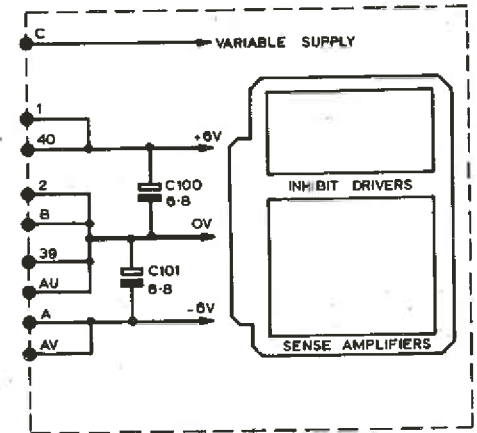 C
VARIABLE SUPPLY
1
40
+6V
2
C100
6·8
INHIBIT DRIVERS
B
0V
39
C101
6·8
AU
A
-6V
SENSE AMPLIFIERS
AV